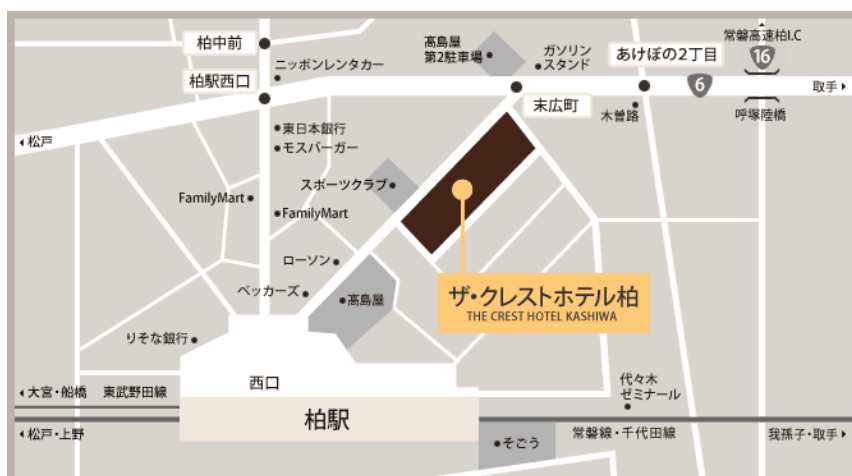 常磐高速柏I.C
16
柏中前
髙島屋
第2駐車場
ガソリン
スタンド
あけぼの2丁目
ニッポンレンタカー
柏駅西口
6
取手
末広町
木曽路
呼塚陸橋
松戸
東日本銀行
モスバーガー
スポーツクラブ
FamilyMart
FamilyMart
ローソン
ベッカーズ
髙島屋
ザ・クレストホテル柏
THE CREST HOTEL KASHIWA
りそな銀行
西口
代々木
ゼミナール
大宮・船橋
東武野田線
柏駅
松戸・上野
そごう
常磐線・千代田線
我孫子・取手